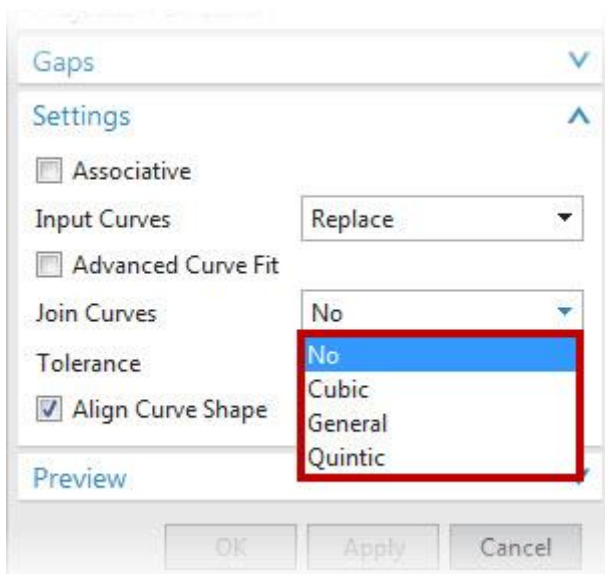 Gaps
Settings
Associative
Input Curves Replace
Advanced Curve Fit
Join Curves No
Tolerance No
Cubic
Align Curve Shape General
Quintic
Preview
OK Apply Cancel